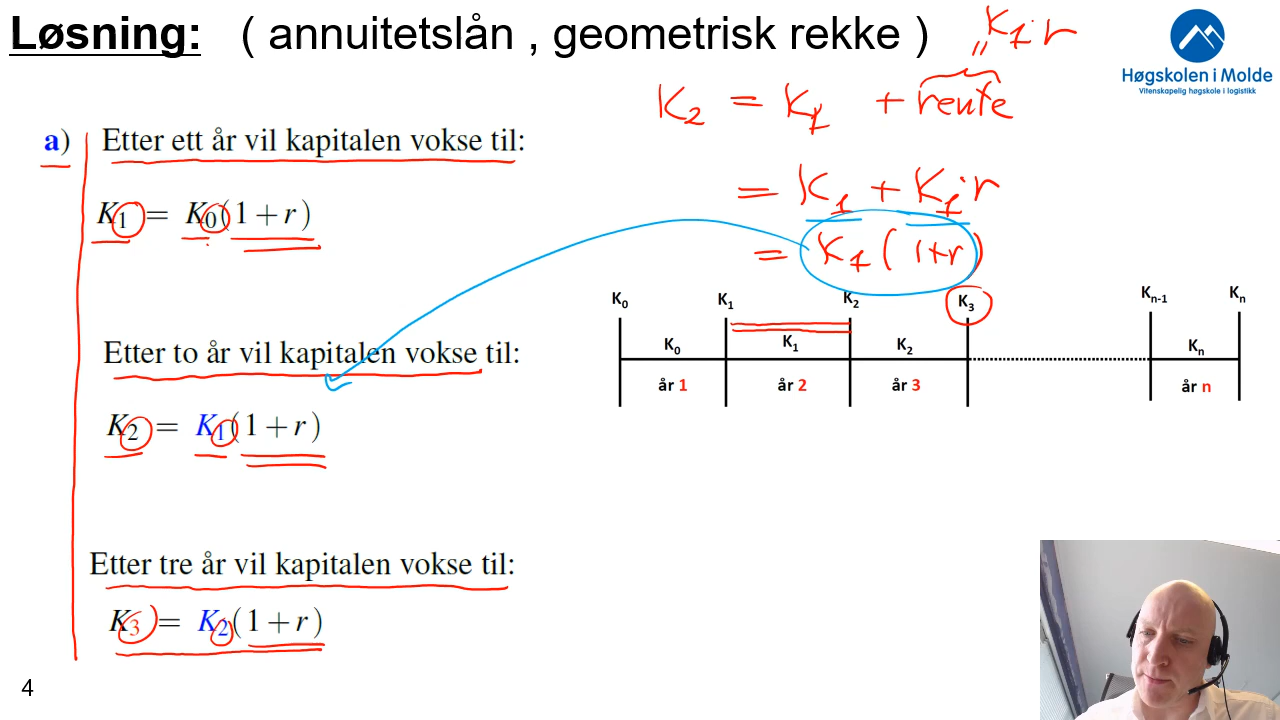 Løsning: ( annuitetslån , geometrisk rekke )
K₁·r
"
Høgskolen i Molde
Vitenskapelig høgskole i logistikk
K₂ = K₁ + rente
a) Etter ett år vil kapitalen vokse til:
= K₁ + K₁·r
K₁ = K₀(1 + r)
= K₁ (1+r)
K₀ K₁ K₂ K₃ Kₙ₋₁ Kₙ
K₀ K₁ K₂ Kₙ
år 1 år 2 år 3 år n
Etter to år vil kapitalen vokse til:
K₂ = K₁(1 + r)
Etter tre år vil kapitalen vokse til:
K₃ = K₂(1 + r)
4